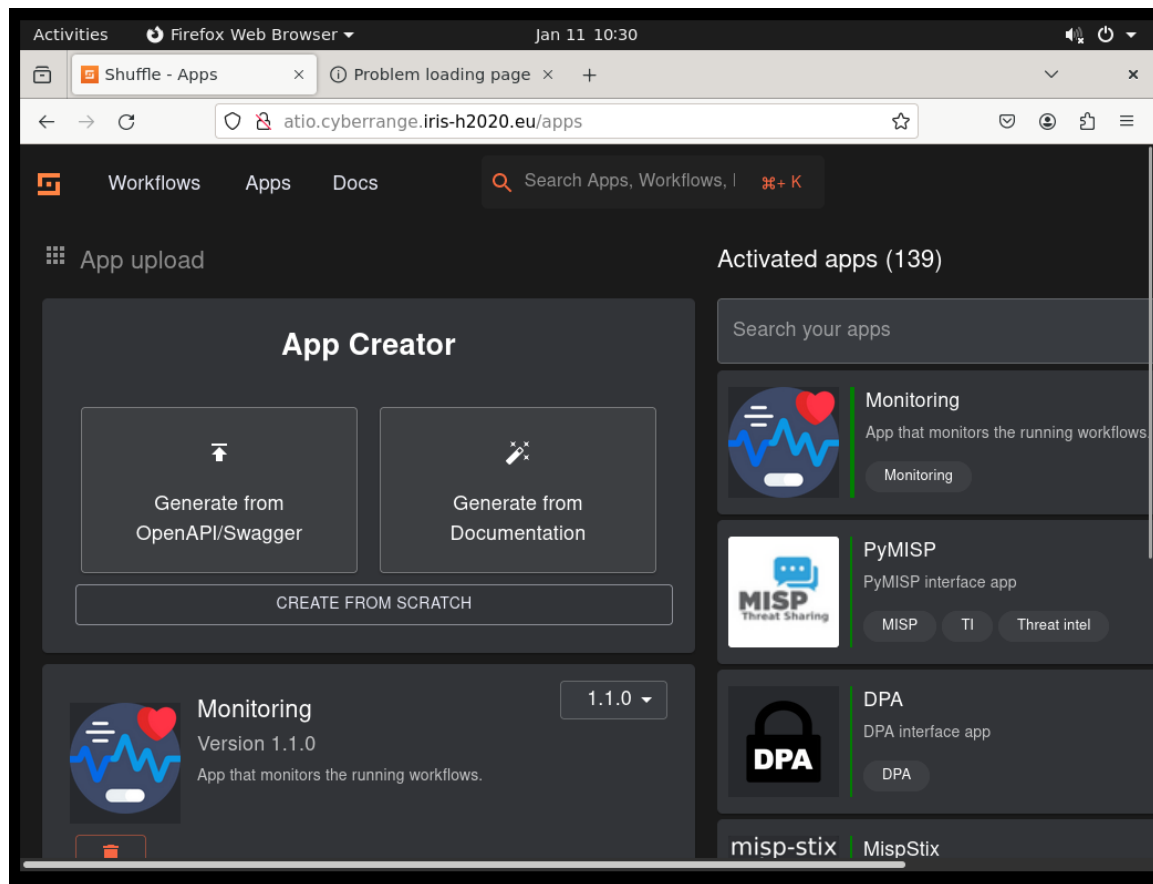 Activities Firefox Web Browser Jan 11 10:30
Shuffle - Apps × Problem loading page × +
atio.cyberrange.iris-h2020.eu/apps
Workflows Apps Docs Search Apps, Workflows, ⌘+ K
App upload
App Creator
Generate from
OpenAPI/Swagger
Generate from
Documentation
CREATE FROM SCRATCH
Monitoring
1.1.0
Version 1.1.0
App that monitors the running workflows.
Activated apps (139)
Search your apps
Monitoring
App that monitors the running workflows.
Monitoring
MISP
Threat Sharing
PyMISP
PyMISP interface app
MISP TI Threat intel
DPA
DPA
DPA interface app
DPA
misp-stix
MispStix